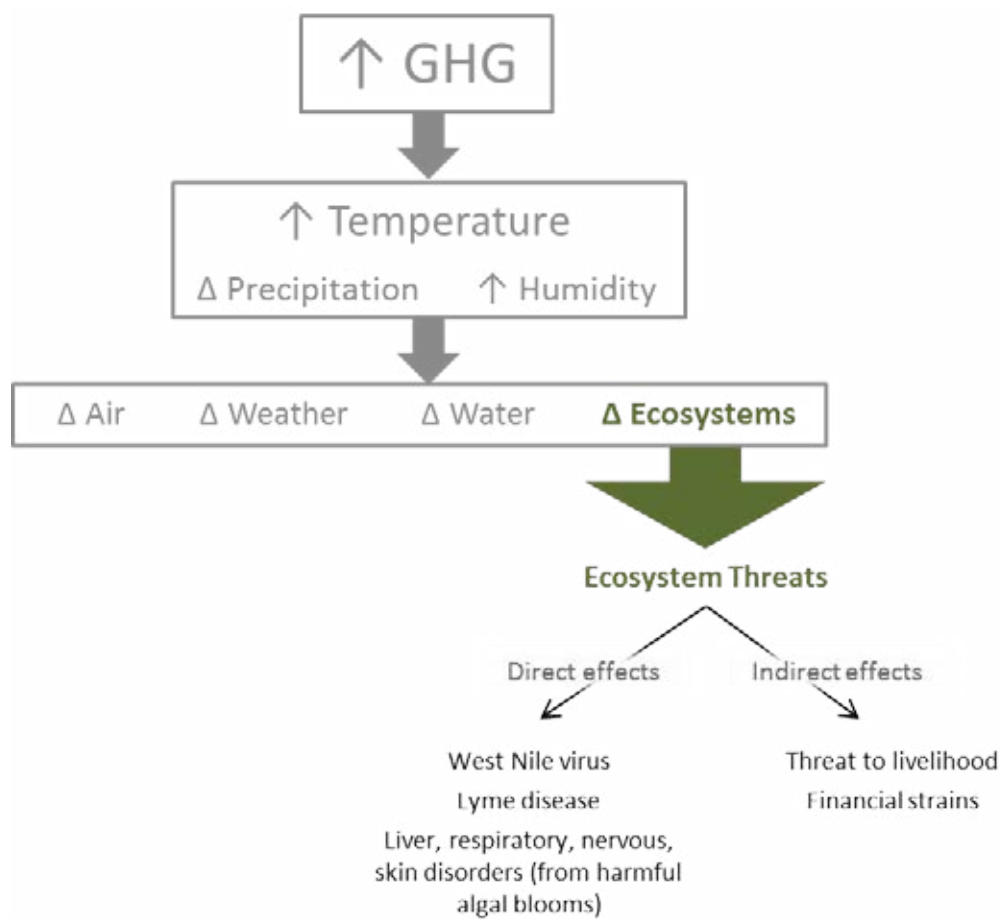 ↑ GHG
↑ Temperature
Δ Precipitation ↑ Humidity
Δ Air Δ Weather Δ Water Δ Ecosystems
Ecosystem Threats
Direct effects Indirect effects
West Nile virus
Lyme disease
Liver, respiratory, nervous,
skin disorders (from harmful
algal blooms)
Threat to livelihood
Financial strains